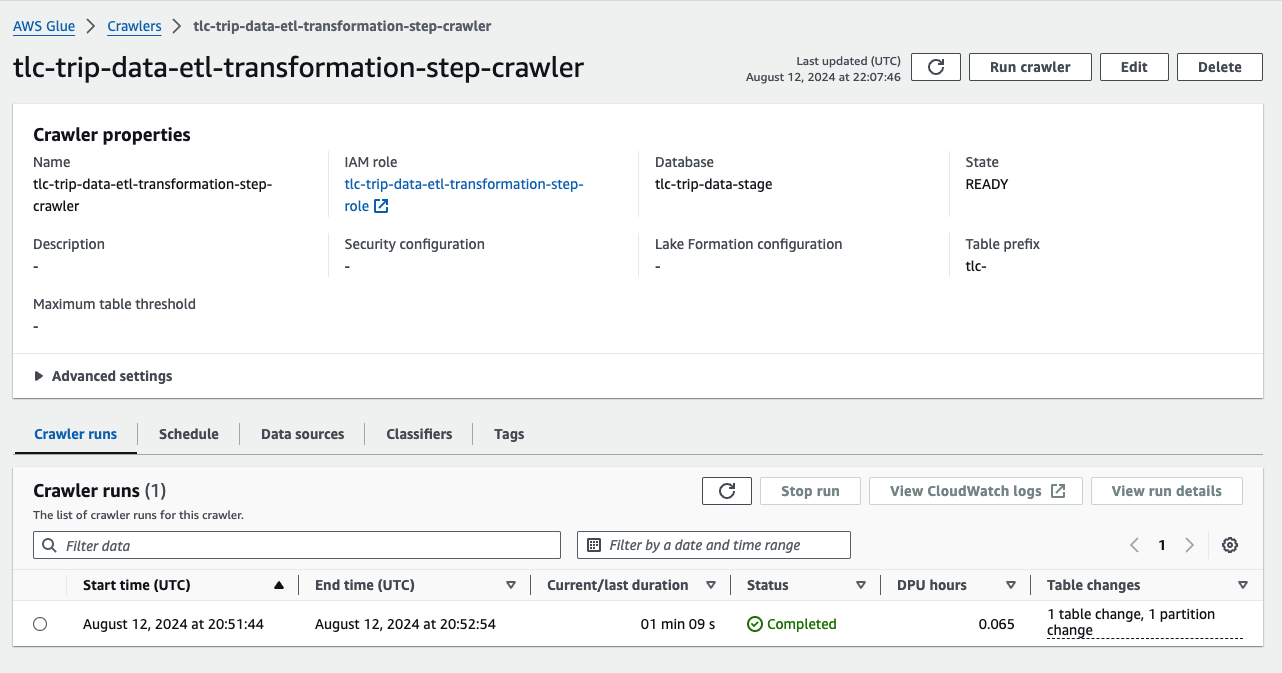 AWS Glue > Crawlers > tlc-trip-data-etl-transformation-step-crawler
tlc-trip-data-etl-transformation-step-crawler
Last updated (UTC)
August 12, 2024 at 22:07:46
Run crawler
Edit
Delete
Crawler properties
Name
tlc-trip-data-etl-transformation-step-
crawler
IAM role
tlc-trip-data-etl-transformation-step-
role
Database
tlc-trip-data-stage
State
READY
Description
-
Security configuration
-
Lake Formation configuration
-
Table prefix
tlc-
Maximum table threshold
-
Advanced settings
Crawler runs
Schedule
Data sources
Classifiers
Tags
Crawler runs (1)
The list of crawler runs for this crawler.
Stop run
View CloudWatch logs
View run details
Filter data
Filter by a date and time range
1
Start time (UTC)
End time (UTC)
Current/last duration
Status
DPU hours
Table changes
August 12, 2024 at 20:51:44
August 12, 2024 at 20:52:54
01 min 09 s
Completed
0.065
1 table change, 1 partition
change